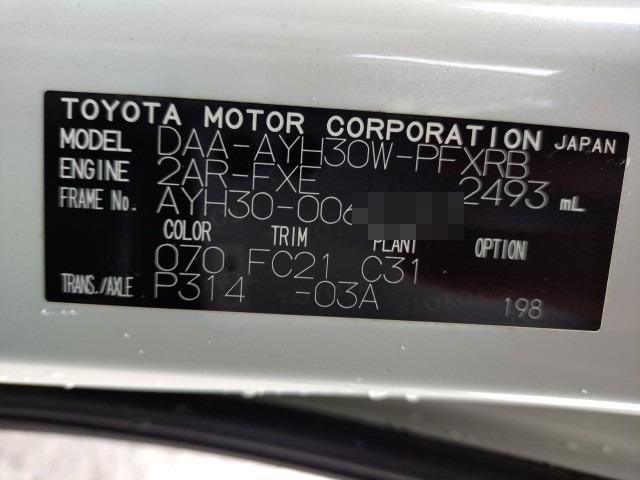 TOYOTA MOTOR CORPORATION JAPAN
MODEL DAA-AYH30W-PFXRB
ENGINE 2AR-FXE 2493 mL
FRAME No. AYH30-006
COLOR TRIM PLANT OPTION
070 FC21 C31
TRANS./AXLE P314 -03A 198